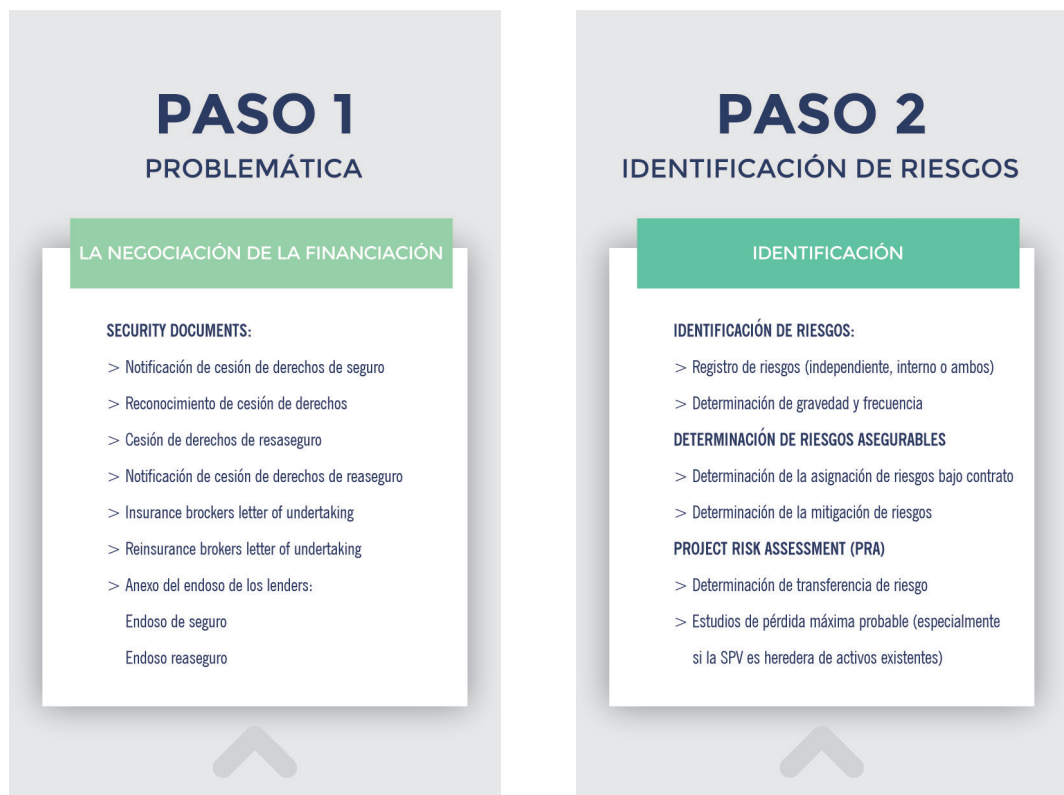 PASO 1
PROBLEMÁTICA
LA NEGOCIACIÓN DE LA FINANCIACIÓN
SECURITY DOCUMENTS:
> Notificación de cesión de derechos de seguro
> Reconocimiento de cesión de derechos
> Cesión de derechos de resaseguro
> Notificación de cesión de derechos de reaseguro
> Insurance brockers letter of undertaking
> Reinsurance brokers letter of undertaking
> Anexo del endoso de los lenders:
Endoso de seguro
Endoso reaseguro
PASO 2
IDENTIFICACIÓN DE RIESGOS
IDENTIFICACIÓN
IDENTIFICACIÓN DE RIESGOS:
> Registro de riesgos (independiente, interno o ambos)
> Determinación de gravedad y frecuencia
DETERMINACIÓN DE RIESGOS ASEGURABLES
> Determinación de la asignación de riesgos bajo contrato
> Determinación de la mitigación de riesgos
PROJECT RISK ASSESSMENT (PRA)
> Determinación de transferencia de riesgo
> Estudios de pérdida máxima probable (especialmente
si la SPV es heredera de activos existentes)